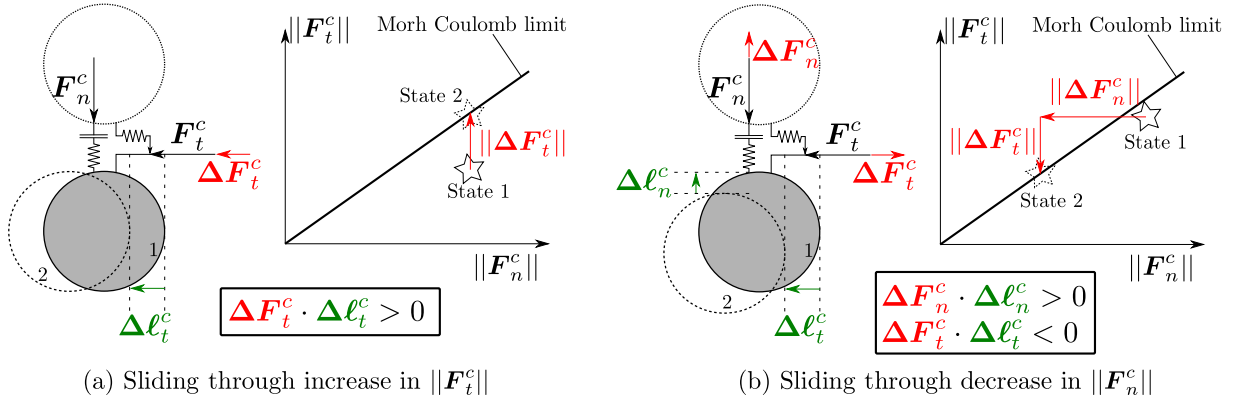 ||F_t^c||
Morh Coulomb limit
State 2
||ΔF_t^c||
State 1
||F_n^c||
F_n^c
F_t^c
ΔF_t^c
1
2
Δℓ_t^c
ΔF_t^c · Δℓ_t^c > 0
(a) Sliding through increase in ||F_t^c||
||F_t^c||
Morh Coulomb limit
||ΔF_n^c||
State 1
||ΔF_t^c||
State 2
||F_n^c||
ΔF_n^c
F_n^c
F_t^c
ΔF_t^c
Δℓ_n^c
1
2
Δℓ_t^c
ΔF_n^c · Δℓ_n^c > 0
ΔF_t^c · Δℓ_t^c < 0
(b) Sliding through decrease in ||F_n^c||